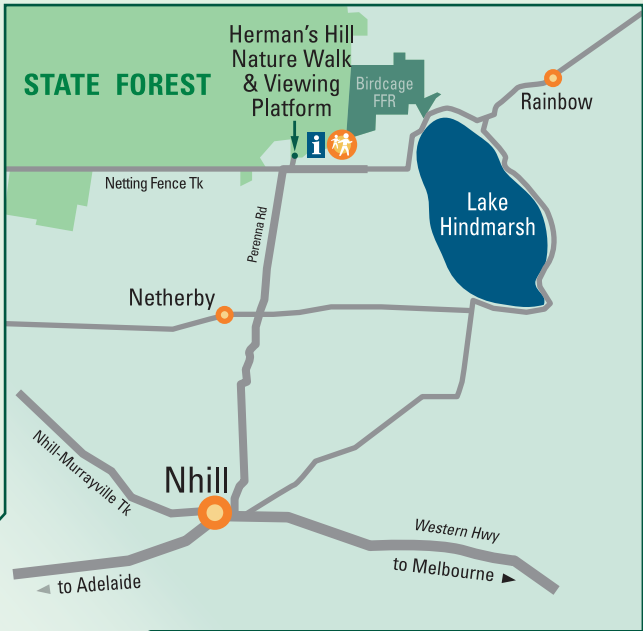 Herman's Hill
Nature Walk
& Viewing
Platform
STATE FOREST
Birdcage
FFR
Rainbow
i
Netting Fence Tk
Lake
Hindmarsh
Perenna Rd
Netherby
Nhill-Murrayville Tk
Nhill
Western Hwy
to Melbourne
to Adelaide